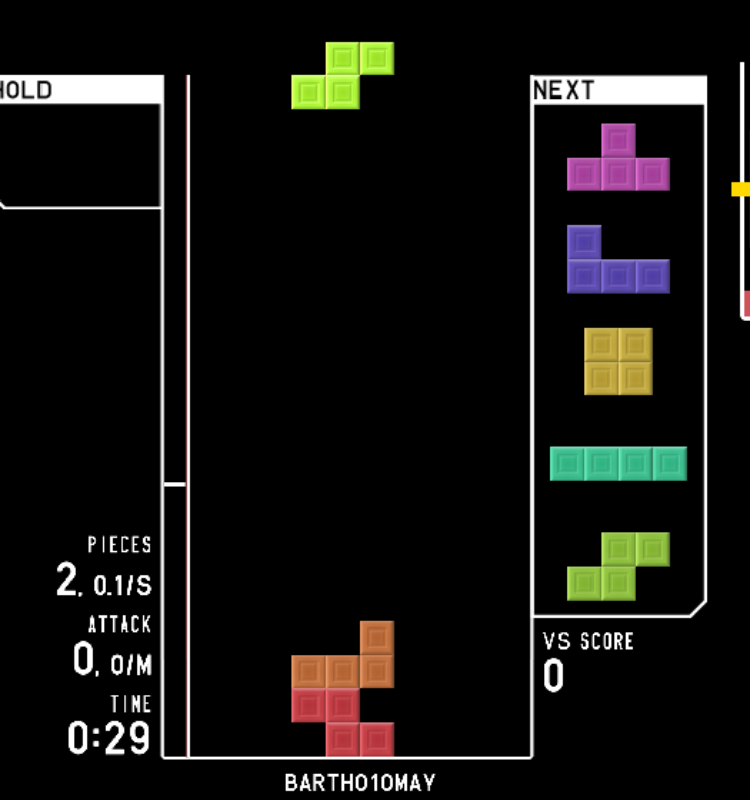 HOLD
NEXT
PIECES
2, 0.1/S
ATTACK
0, 0/M
TIME
0:29
VS SCORE
0
BARTHO10MAY